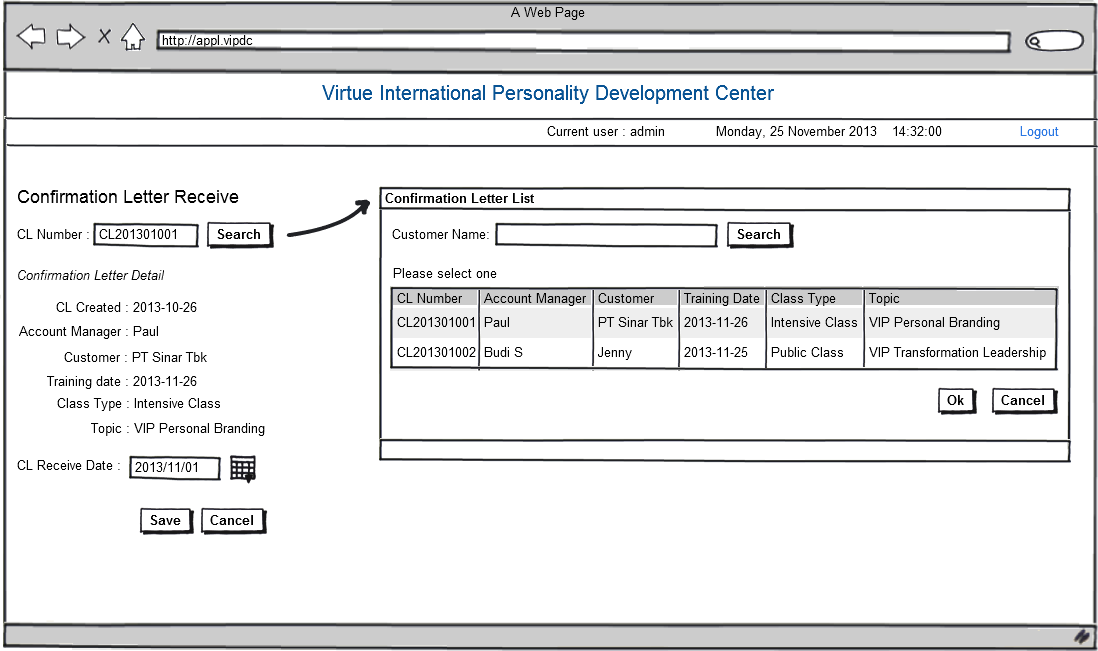 A Web Page
http://appl.vipdc
Virtue International Personality Development Center
Current user : admin Monday, 25 November 2013 14:32:00 Logout
Confirmation Letter Receive
CL Number : CL201301001 Search
Confirmation Letter Detail
CL Created : 2013-10-26
Account Manager : Paul
Customer : PT Sinar Tbk
Training date : 2013-11-26
Class Type : Intensive Class
Topic : VIP Personal Branding
CL Receive Date : 2013/11/01
Save Cancel
Confirmation Letter List
Customer Name: Search
Please select one
CL Number Account Manager Customer Training Date Class Type Topic
CL201301001 Paul PT Sinar Tbk 2013-11-26 Intensive Class VIP Personal Branding
CL201301002 Budi S Jenny 2013-11-25 Public Class VIP Transformation Leadership
Ok Cancel